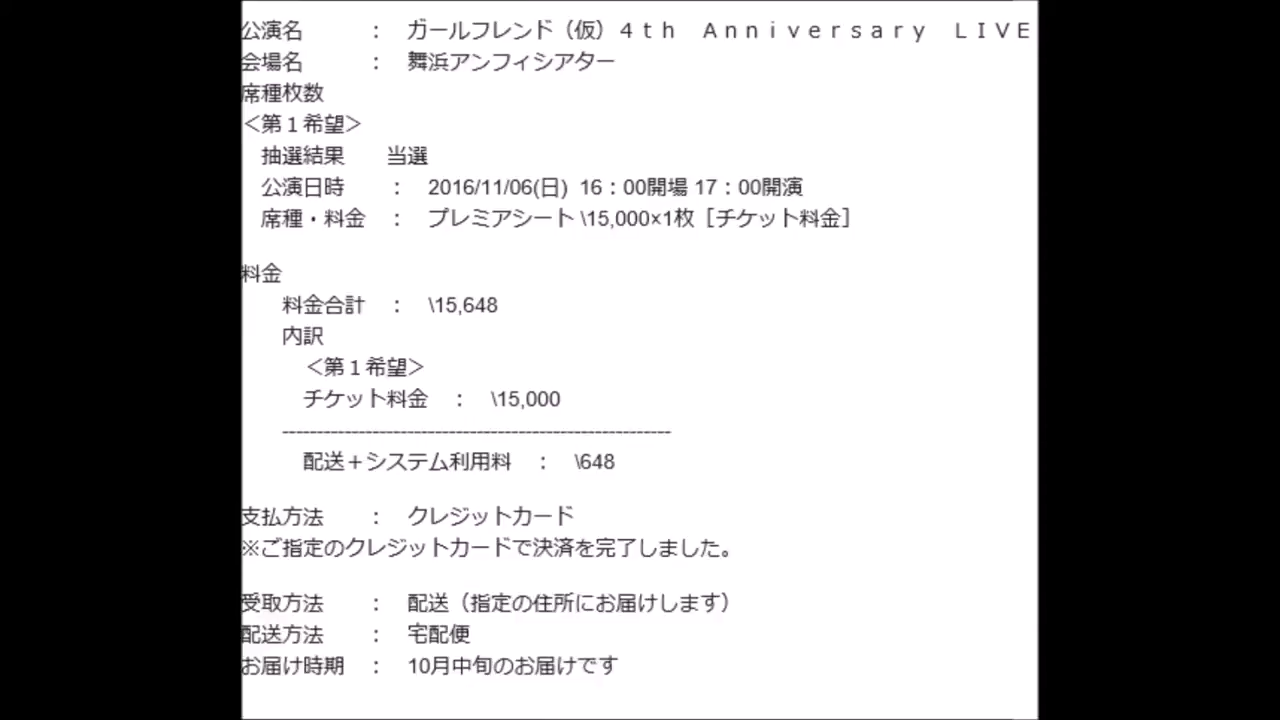 公演名　　　：　ガールフレンド（仮）４ｔｈ　Ａｎｎｉｖｅｒｓａｒｙ　ＬＩＶＥ
会場名　　　：　舞浜アンフィシアター
席種枚数
＜第１希望＞
　抽選結果　　当選
　公演日時　　：　2016/11/06(日)  16：00開場 17：00開演
　席種・料金　：　プレミアシート \15,000×1枚［チケット料金］
料金
　　料金合計　：　\15,648
　　内訳
　　　＜第１希望＞
　　　チケット料金　：　\15,000
　　--------------------------------------------------------
　　　配送＋システム利用料　：　\648
支払方法　　：　クレジットカード
※ご指定のクレジットカードで決済を完了しました。
受取方法　　：　配送（指定の住所にお届けします）
配送方法　　：　宅配便
お届け時期　：　10月中旬のお届けです